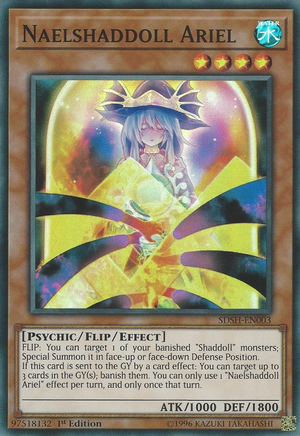 NAELSHADDOLL ARIEL
WATER
水
SDSH-EN003
[PSYCHIC/FLIP/EFFECT]
FLIP: You can target 1 of your banished "Shaddoll" monsters;
Special Summon it in face-up or face-down Defense Position.
If this card is sent to the GY by a card effect: You can target up
to 3 cards in the GY(s); banish them. You can only use 1 "Naelshaddoll
Ariel" effect per turn, and only once that turn.
ATK/1000 DEF/1800
97518132 1st Edition
©1996 KAZUKI TAKAHASHI